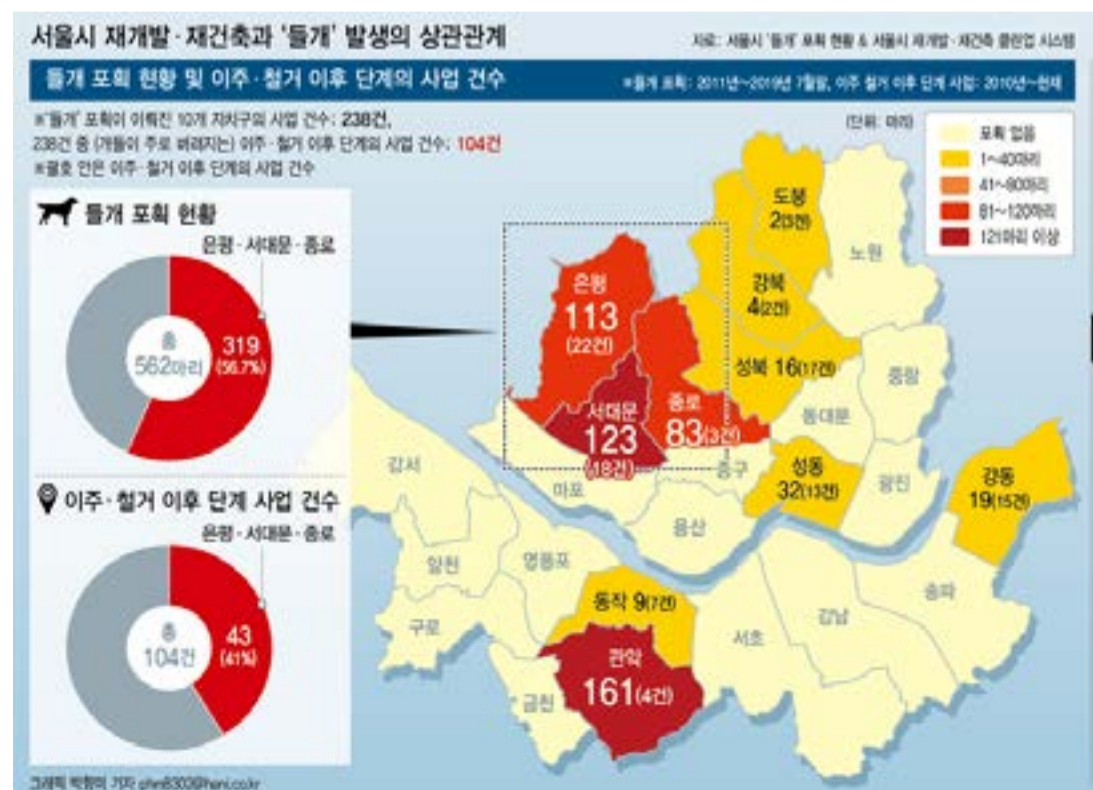 서울시 재개발·재건축과 '들개' 발생의 상관관계
자료: 서울시 '들개' 포획 현황 & 서울시 재개발·재건축 클린업 시스템
들개 포획 현황 및 이주·철거 이후 단계의 사업 건수
※들개 포획: 2011년~2019년 7월말, 이주 철거 이후 단계 사업: 2010년~현재
※'들개' 포획이 이뤄진 10개 자치구의 사업 건수: 238건,
238건 중 (개들이 주로 버려지는) 이주·철거 이후 단계의 사업 건수: 104건
※괄호 안은 이주·철거 이후 단계의 사업 건수
(단위: 마리)
포획 없음
1~40마리
41~80마리
81~120마리
121마리 이상
들개 포획 현황
은평·서대문·종로
총
562마리
319
(56.7%)
이주·철거 이후 단계 사업 건수
은평·서대문·종로
총
104건
43
(41%)
도봉
2(3건)
노원
강북
4(2건)
은평
113
(22건)
성북 16(17건)
중랑
서대문
123
(18건)
종로
83(3건)
동대문
강서
마포
중구
성동
32(13건)
광진
강동
19(15건)
용산
양천
영등포
동작 9(7건)
구로
서초
강남
송파
금천
관악
161(4건)
그래픽 박향미 기자 phm8302@hani.co.kr